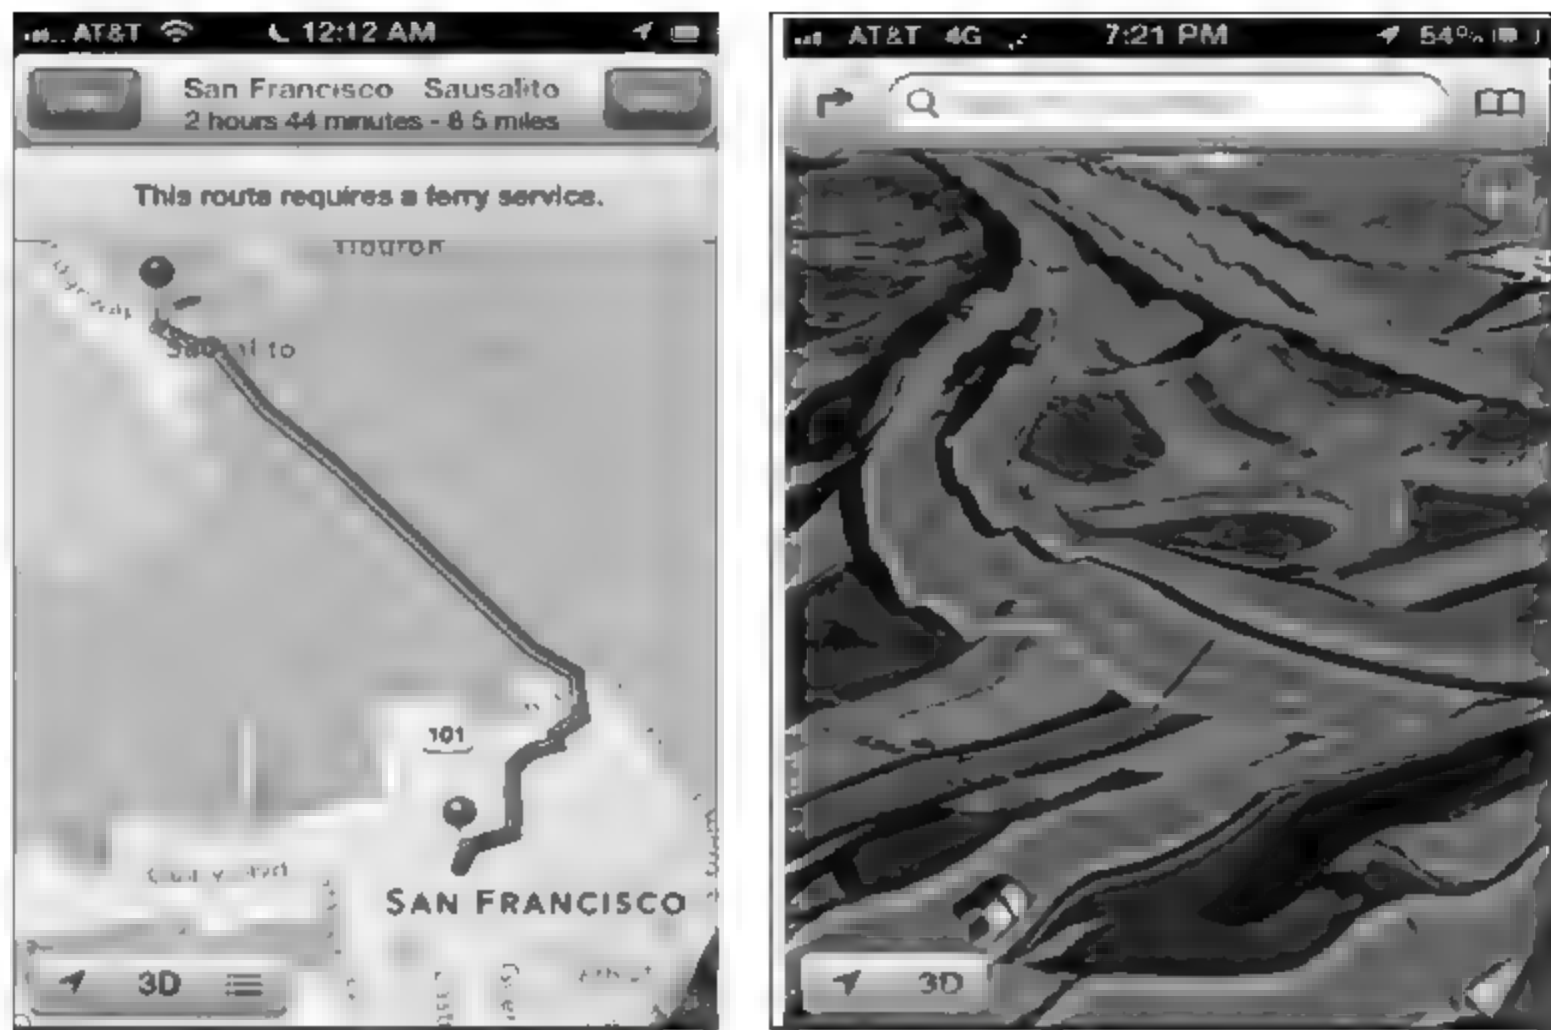 AT&T 12:12 AM
San Francisco Sausalito
2 hours 44 minutes - 8 5 miles
This route requires a ferry service.
Tiburon
101
SAN FRANCISCO
3D
AT&T 4G 7:21 PM 54%
3D